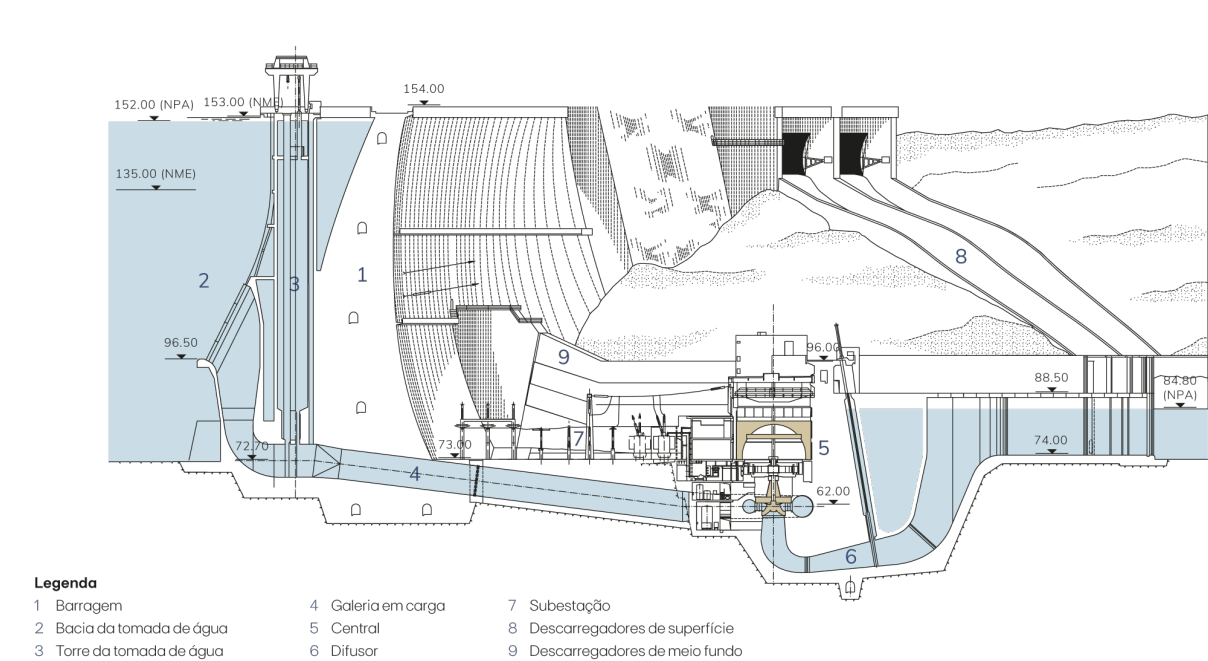 154.00
152.00 (NPA)
153.00 (NME)
135.00 (NME)
8
2
3
1
96.50
9
96.00
88.50
84.80
(NPA)
7
5
72.70
73.00
74.00
4
62.00
6
Legenda
1 Barragem
2 Bacia da tomada de água
3 Torre da tomada de água
4 Galeria em carga
5 Central
6 Difusor
7 Subestação
8 Descarregadores de superfície
9 Descarregadores de meio fundo